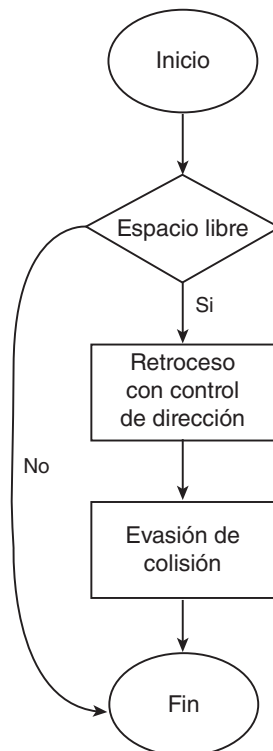 Inicio
Espacio libre
Si
Retroceso
con control
de dirección
No
Evasión de
colisión
Fin